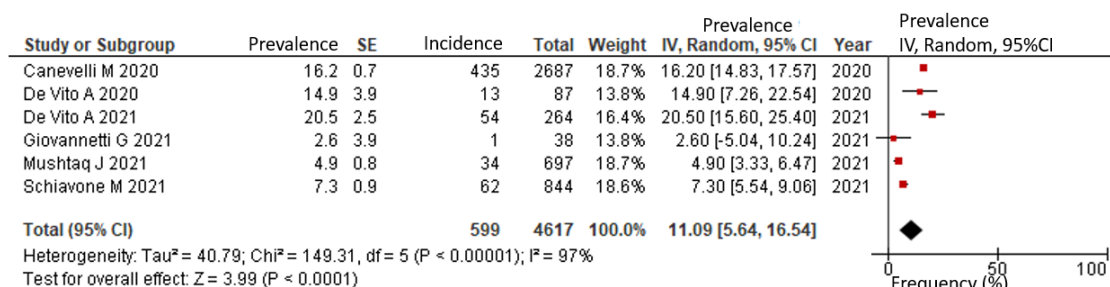 Prevalence Prevalence
Study or Subgroup Prevalence SE Incidence Total Weight IV, Random, 95% CI Year IV, Random, 95%CI
Canevelli M 2020 16.2 0.7 435 2687 18.7% 16.20 [14.83, 17.57] 2020
De Vito A 2020 14.9 3.9 13 87 13.8% 14.90 [7.26, 22.54] 2020
De Vito A 2021 20.5 2.5 54 264 16.4% 20.50 [15.60, 25.40] 2021
Giovannetti G 2021 2.6 3.9 1 38 13.8% 2.60 [-5.04, 10.24] 2021
Mushtaq J 2021 4.9 0.8 34 697 18.7% 4.90 [3.33, 6.47] 2021
Schiavone M 2021 7.3 0.9 62 844 18.6% 7.30 [5.54, 9.06] 2021
Total (95% CI) 599 4617 100.0% 11.09 [5.64, 16.54]
Heterogeneity: Tau² = 40.79; Chi² = 149.31, df = 5 (P < 0.00001); I² = 97%
Test for overall effect: Z = 3.99 (P < 0.0001)
0 50 100
Frequency (%)